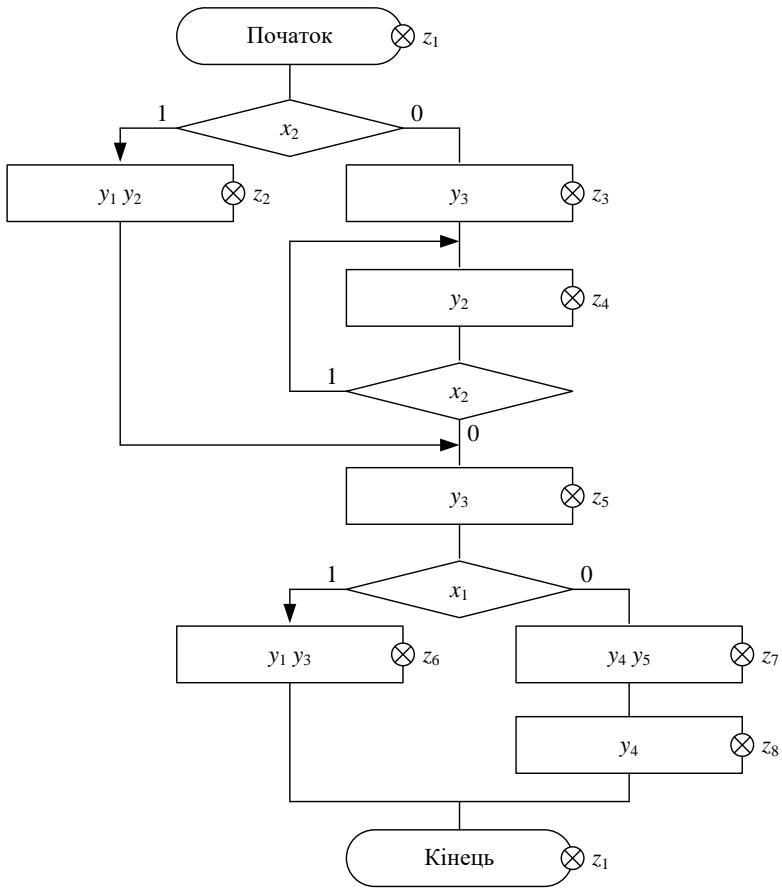 Початок z₁
1 x₂ 0
y₁ y₂ z₂ y₃ z₃
y₂ z₄
1 x₂
0
y₃ z₅
1 x₁ 0
y₁ y₃ z₆ y₄ y₅ z₇
y₄ z₈
Кінець z₁